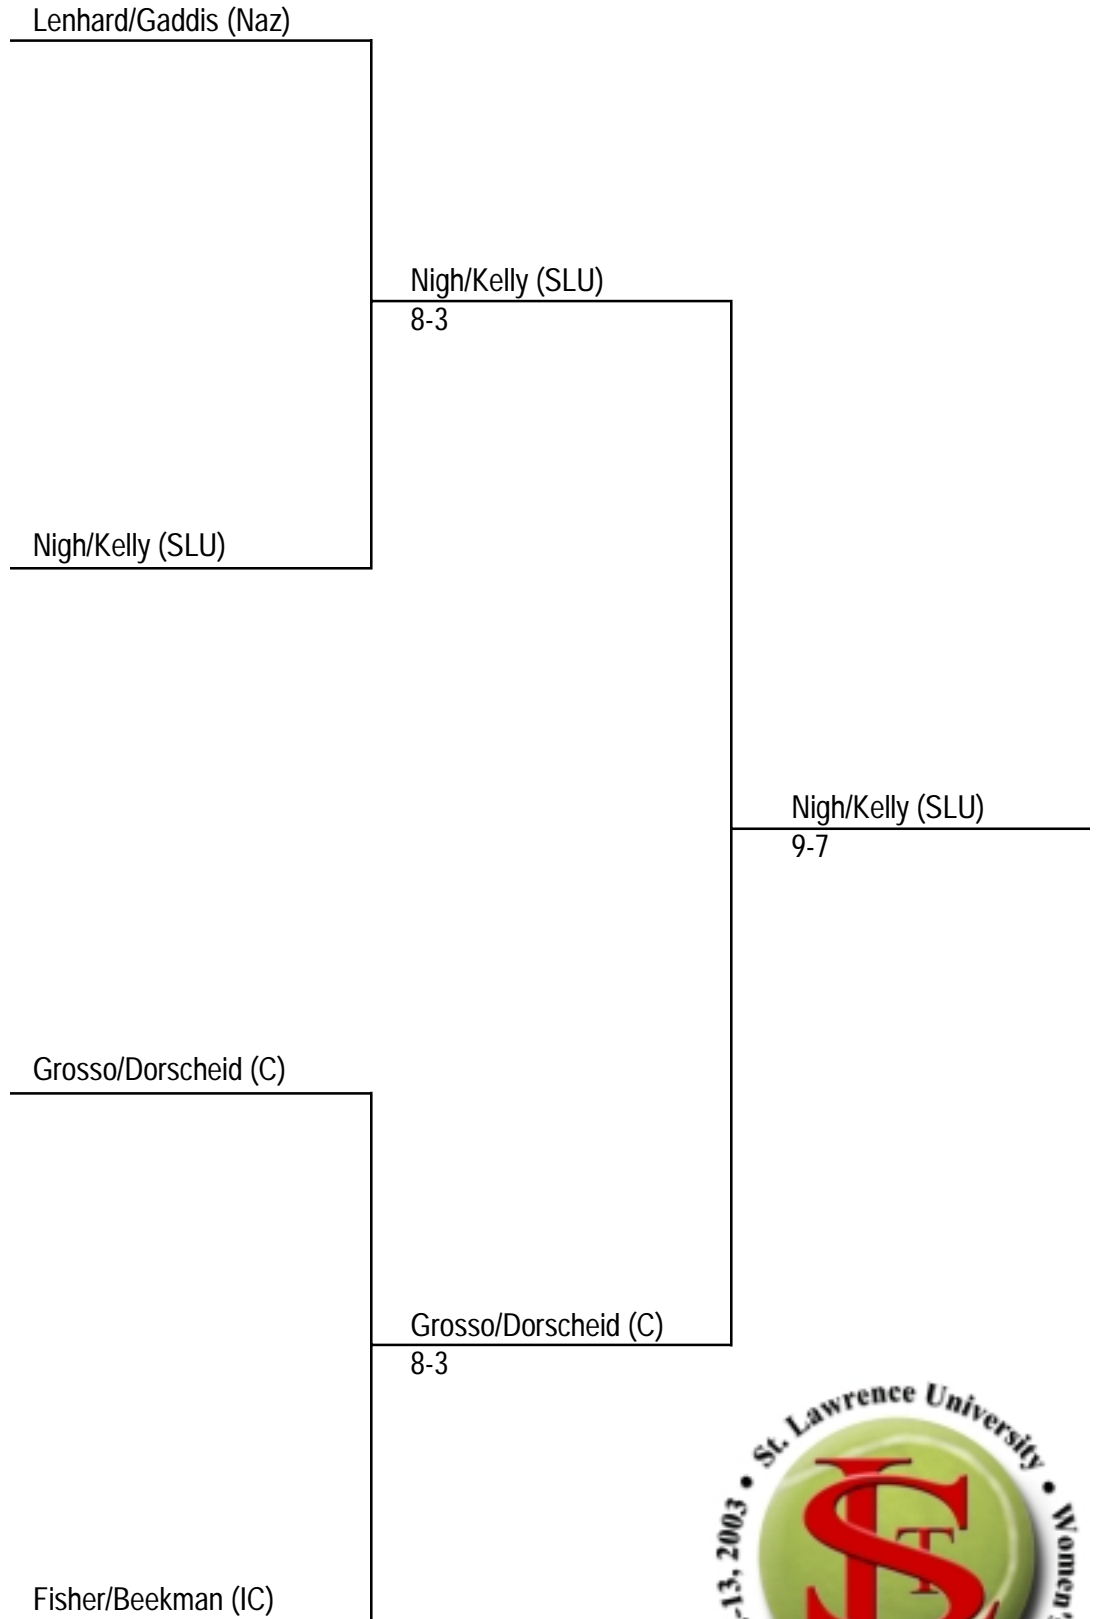 Lenhard/Gaddis (Naz)
Nigh/Kelly (SLU)
8-3
Nigh/Kelly (SLU)
Nigh/Kelly (SLU)
9-7
Grosso/Dorscheid (C)
Grosso/Dorscheid (C)
8-3
Fisher/Beekman (IC)
-13, 2003 • St. Lawrence University • Women'
SLT